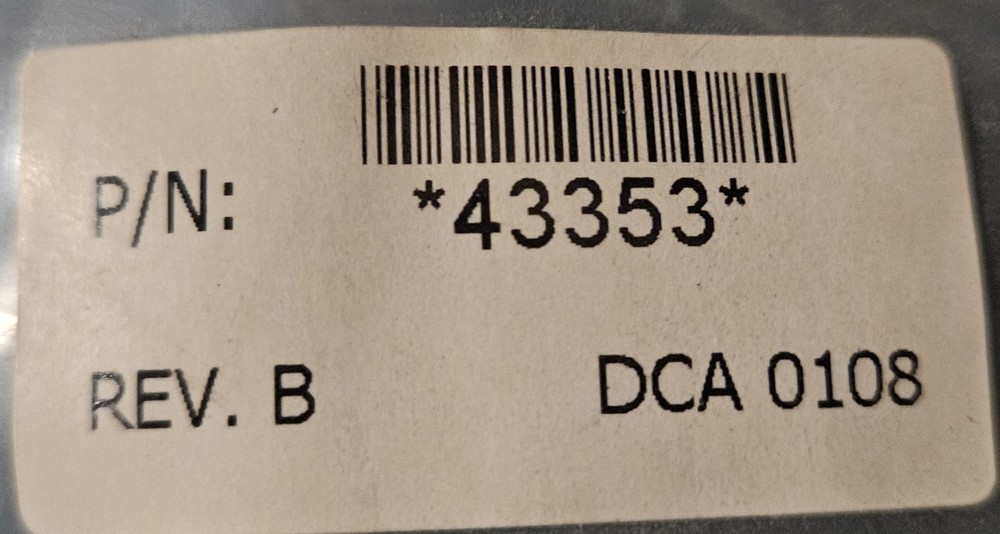 P/N: *43353*
REV. B DCA 0108